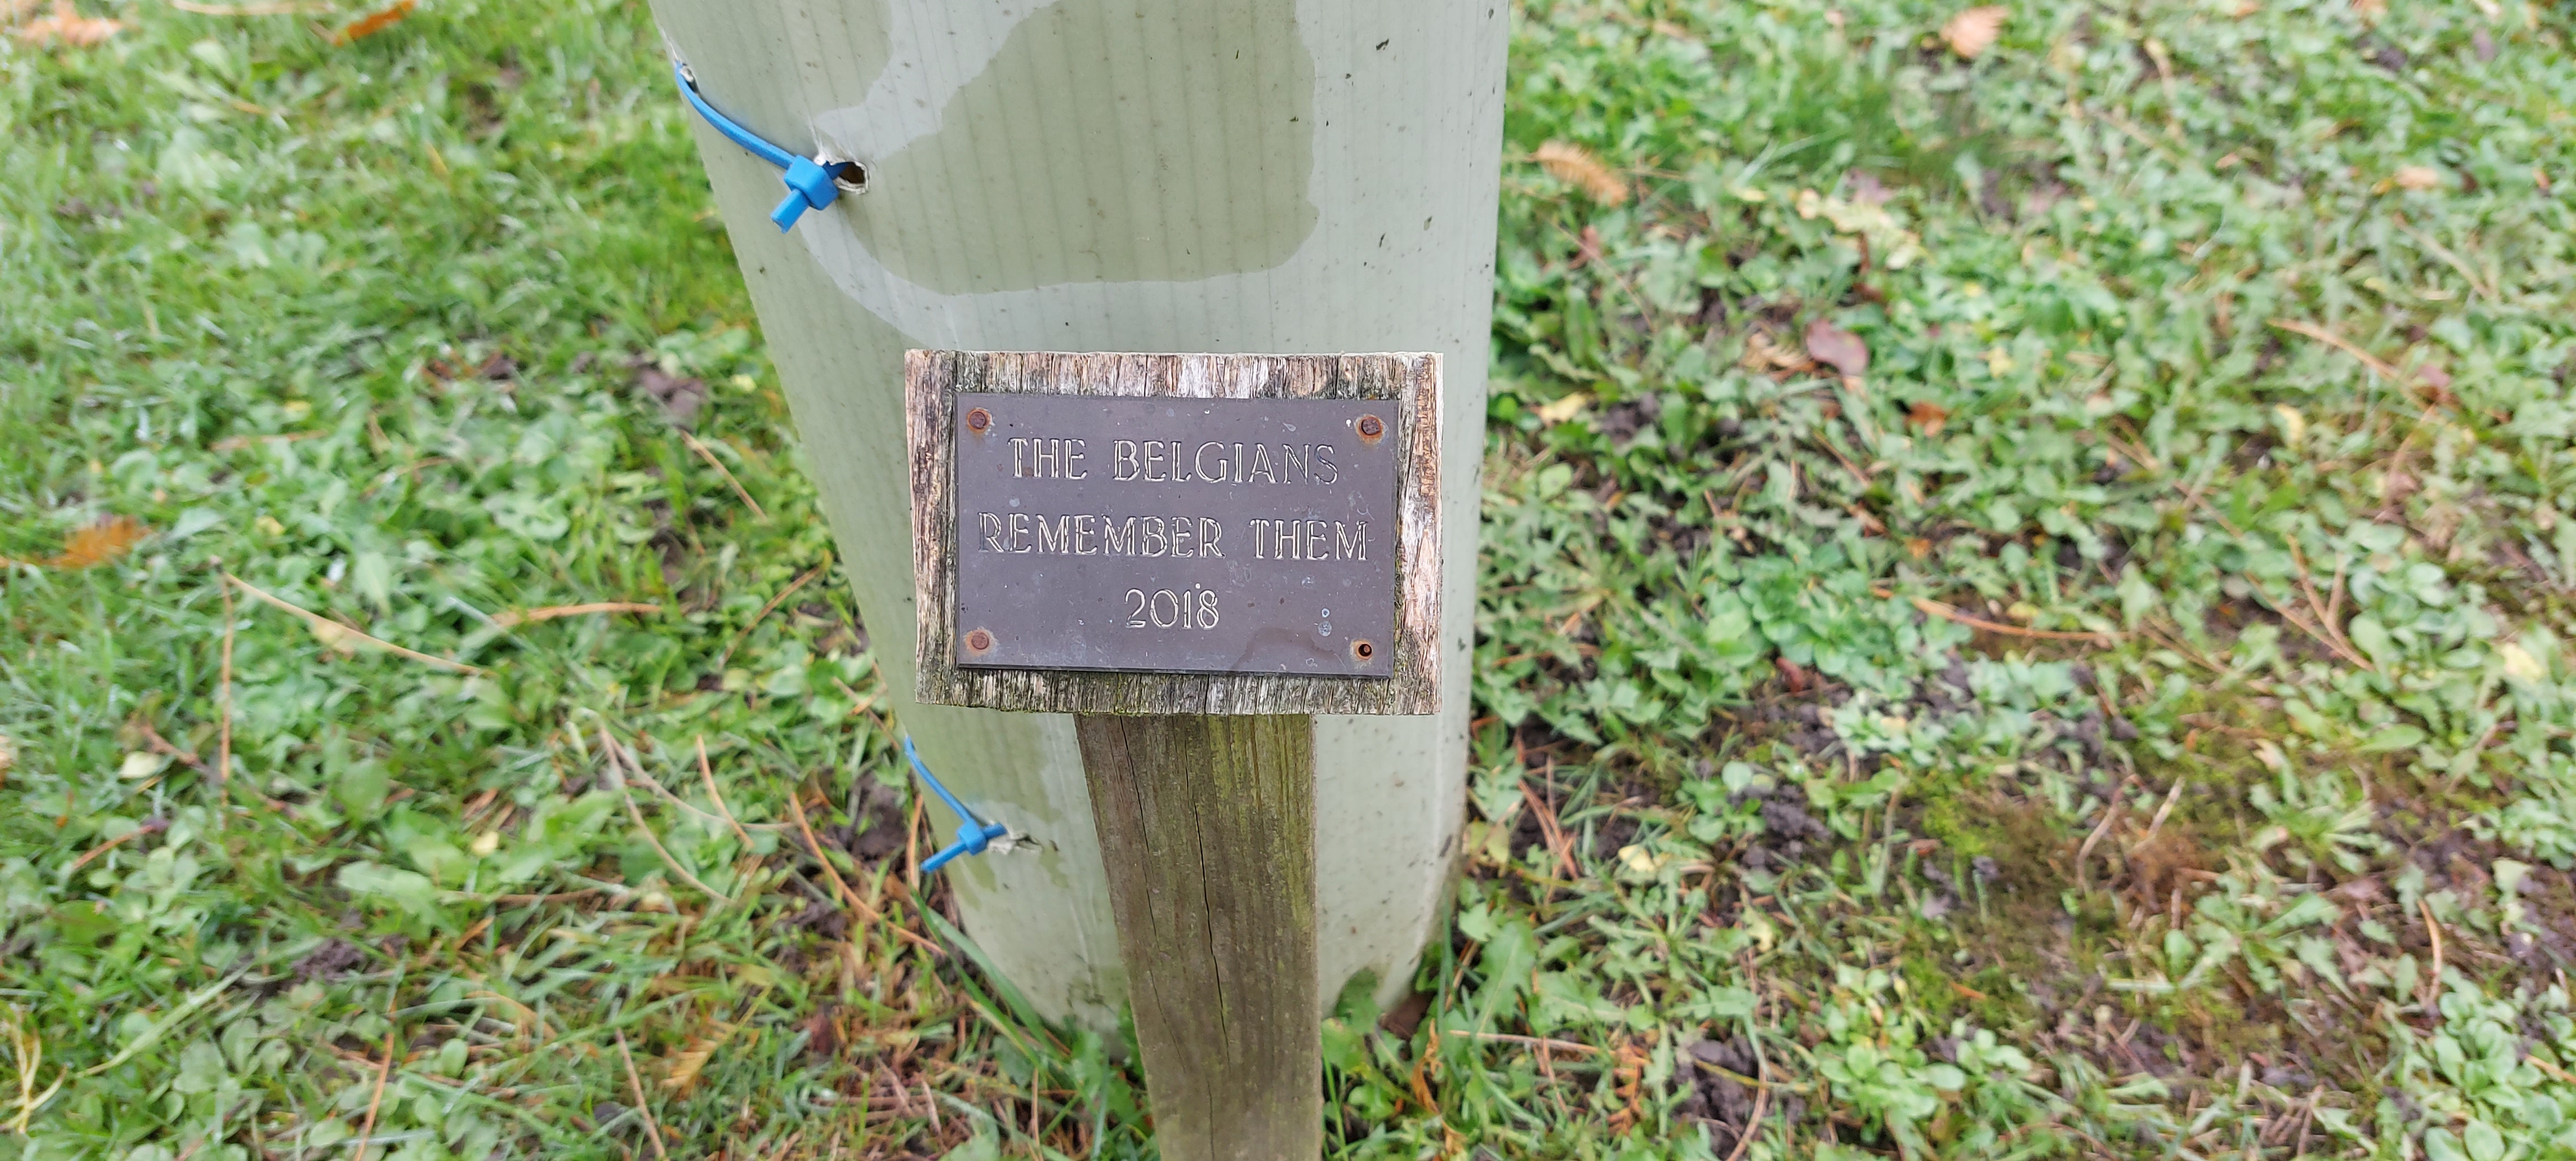 THE BELGIANS
REMEMBER THEM
2018